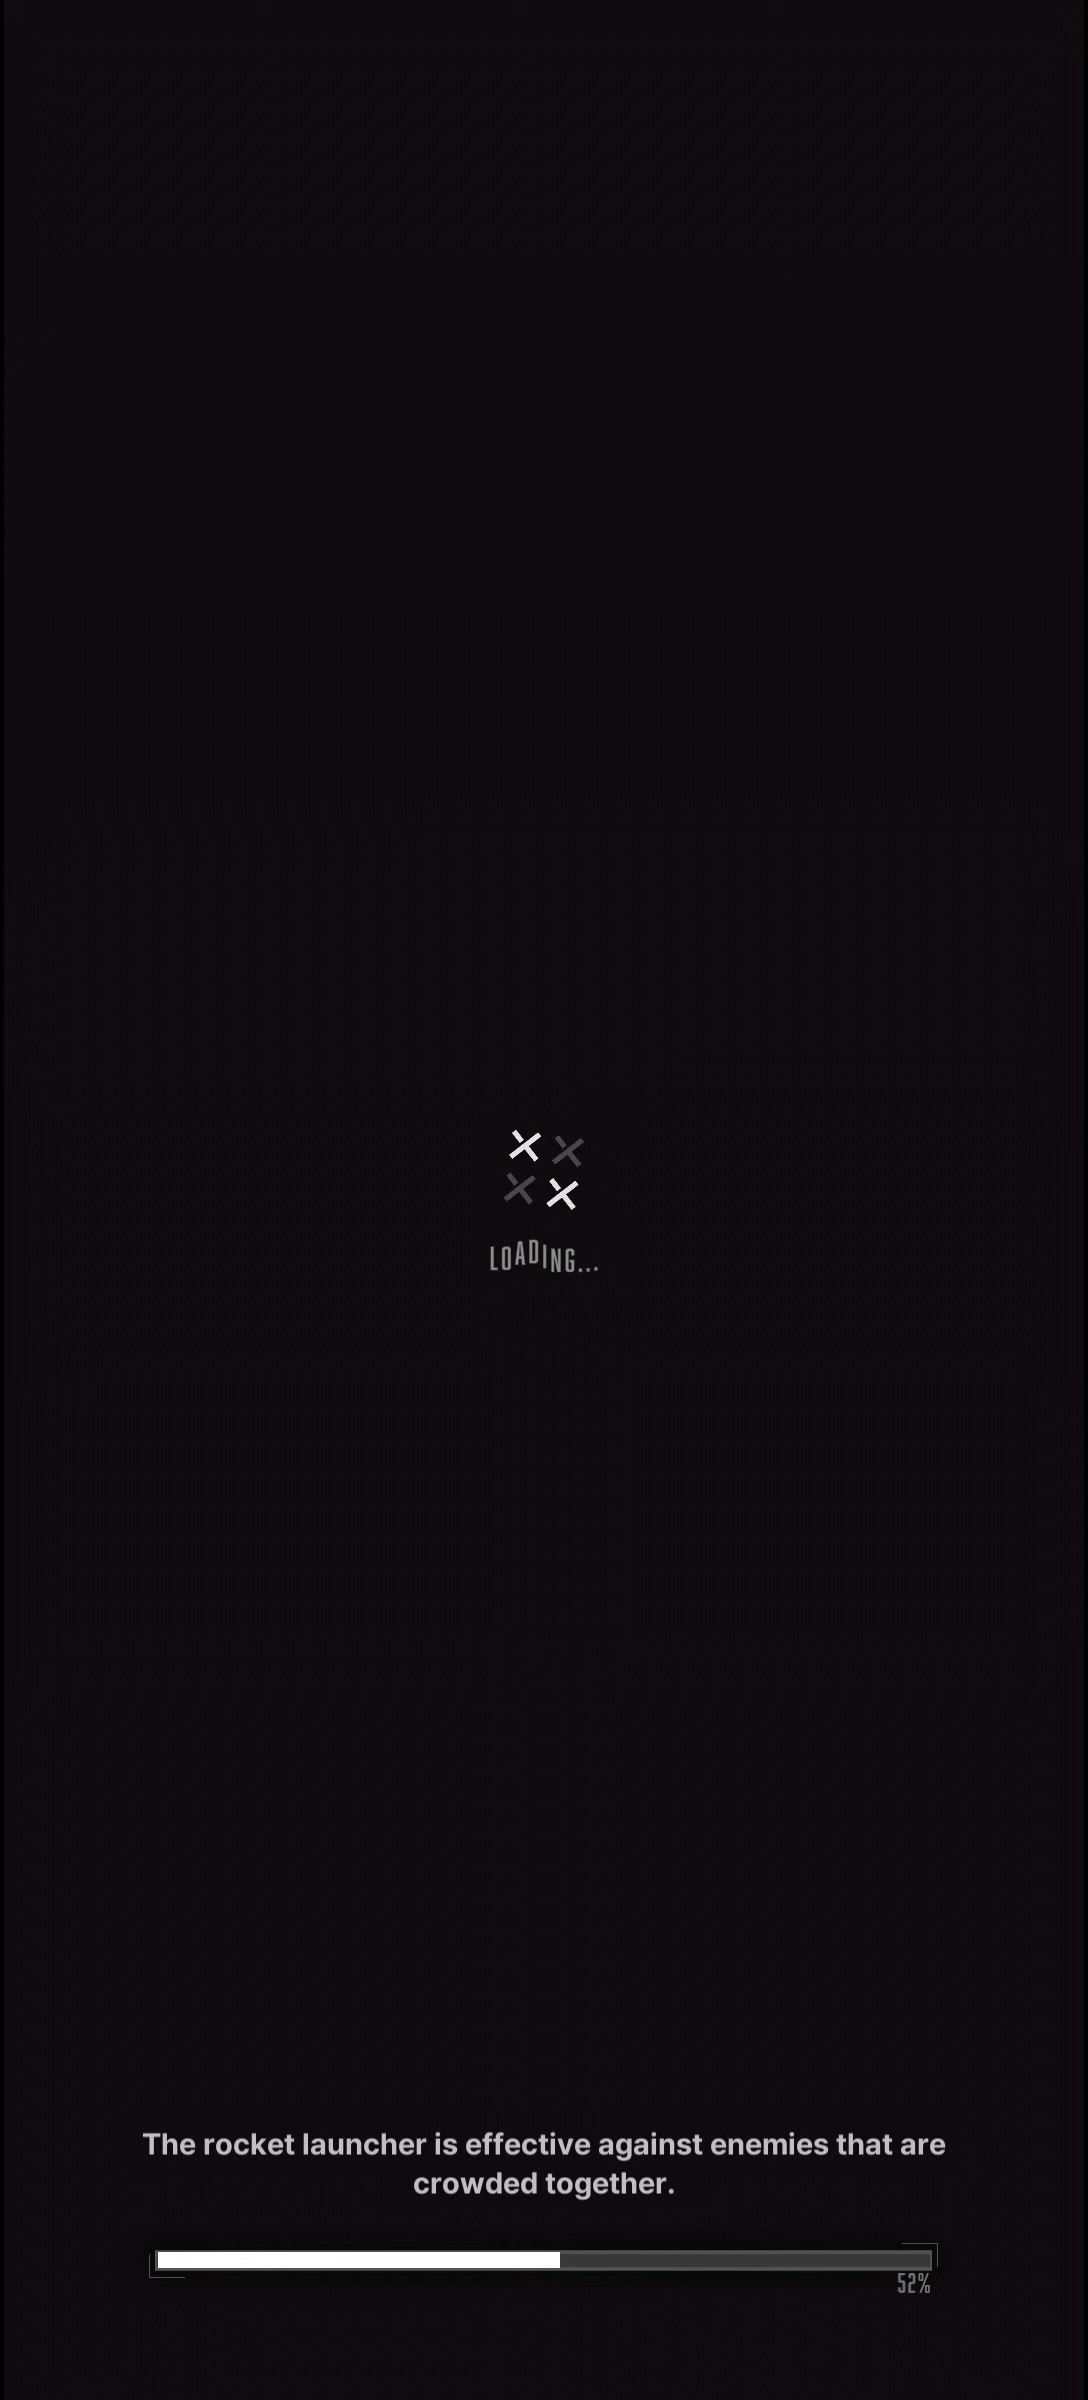 LOADING...
The rocket launcher is effective against enemies that are
crowded together.
52%